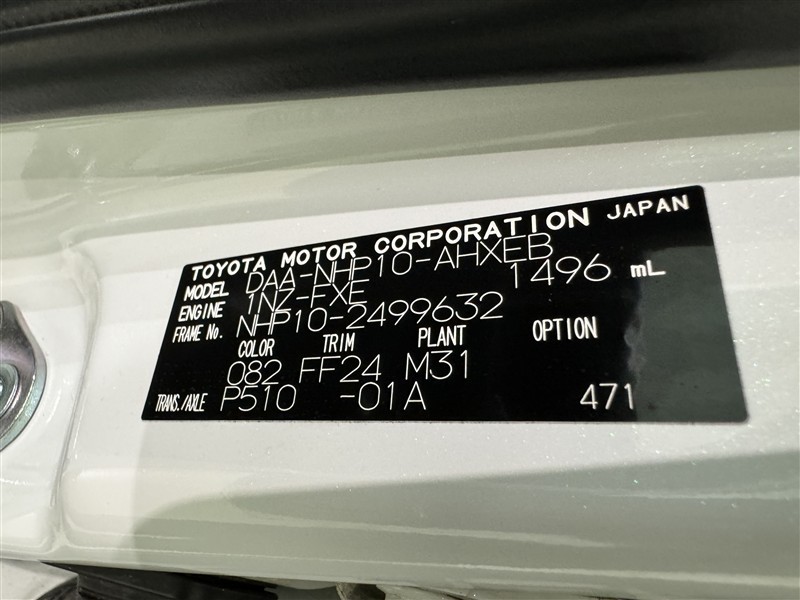 TOYOTA MOTOR CORPORATION JAPAN
MODEL DAA-NHP10-AHXEB
ENGINE 1NZ-FXE 1496 mL
FRAME No. NHP10-2499632
COLOR TRIM PLANT OPTION
082 FF24 M31
TRANS./AXLE P510 -01A 471